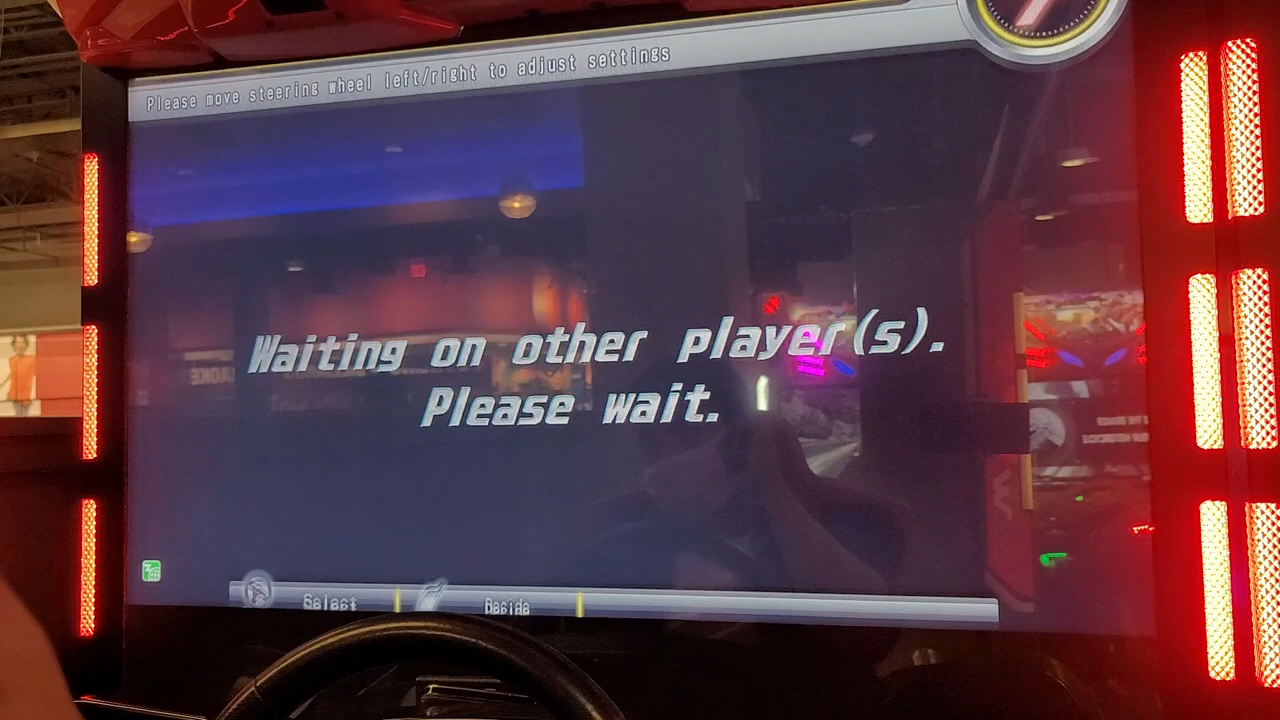 Please move steering wheel left/right to adjust settings
Waiting on other player(s).
Please wait.
Select
Decide